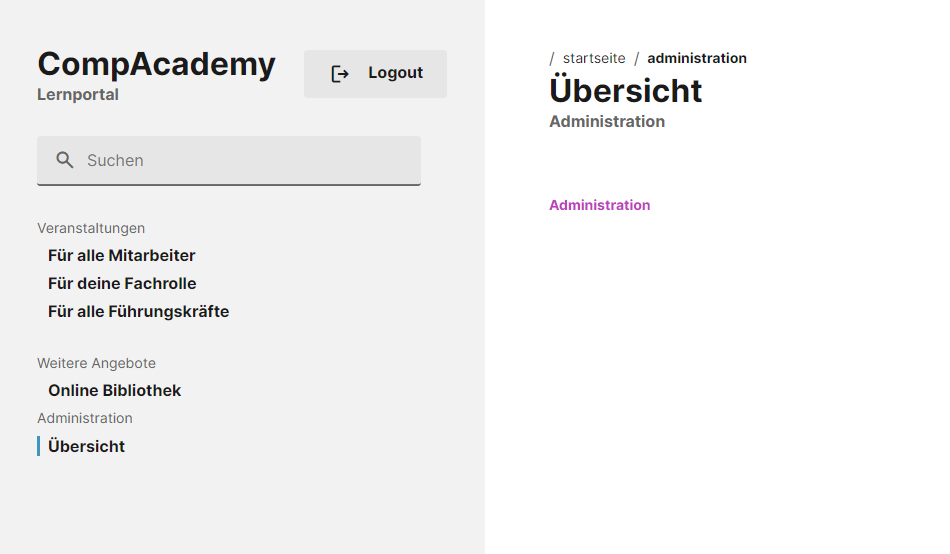 CompAcademy
Lernportal
Logout
Suchen
Veranstaltungen
Für alle Mitarbeiter
Für deine Fachrolle
Für alle Führungskräfte
Weitere Angebote
Online Bibliothek
Administration
Übersicht
/ startseite / administration
Übersicht
Administration
Administration